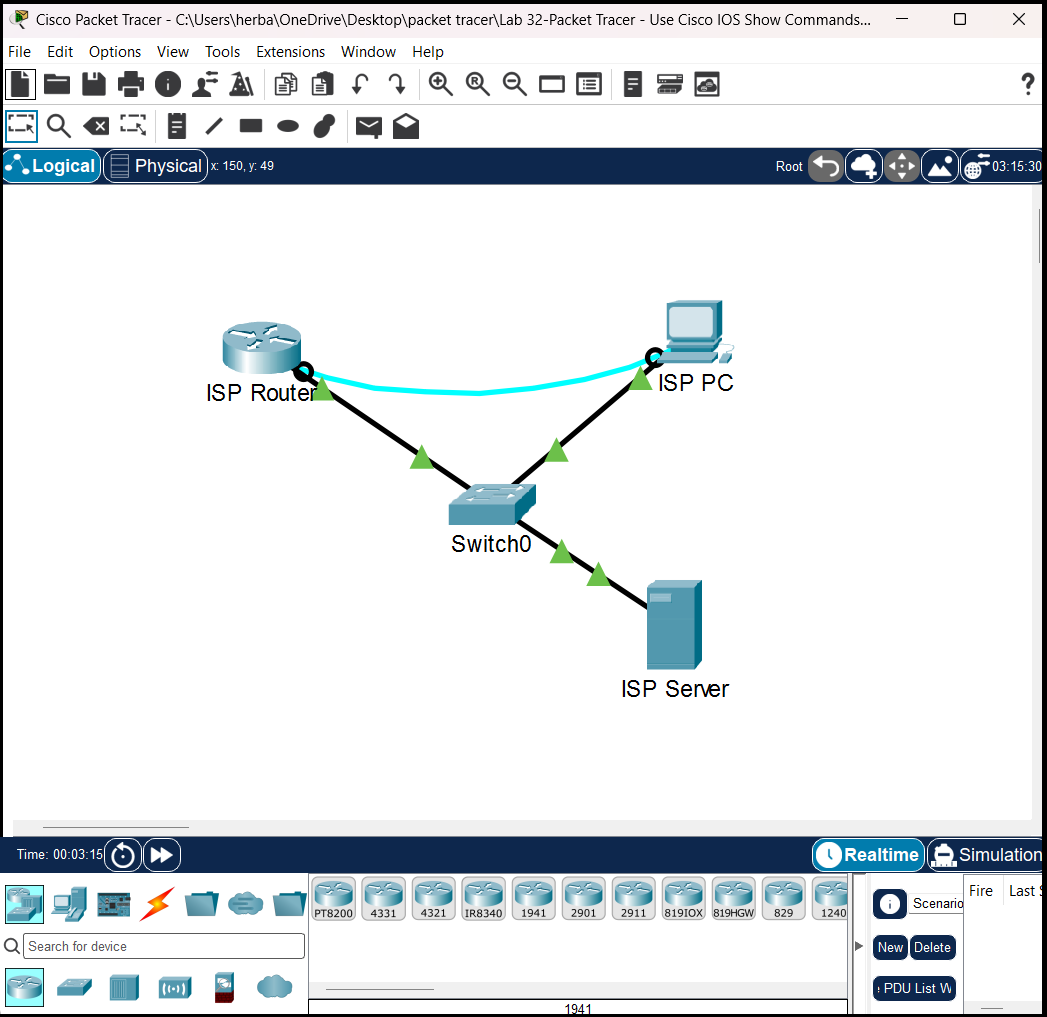 Cisco Packet Tracer - C:\Users\herba\OneDrive\Desktop\packet tracer\Lab 32-Packet Tracer - Use Cisco IOS Show Commands...
File Edit Options View Tools Extensions Window Help
Logical Physical x: 150, y: 49 Root 03:15:30
ISP Router
ISP PC
Switch0
ISP Server
Time: 00:03:15 Realtime Simulation
PT8200 4331 4321 IR8340 1941 2901 2911 819IOX 819HGW 829 1240
Fire Last S
Scenario
Search for device
New Delete
PDU List W
1941